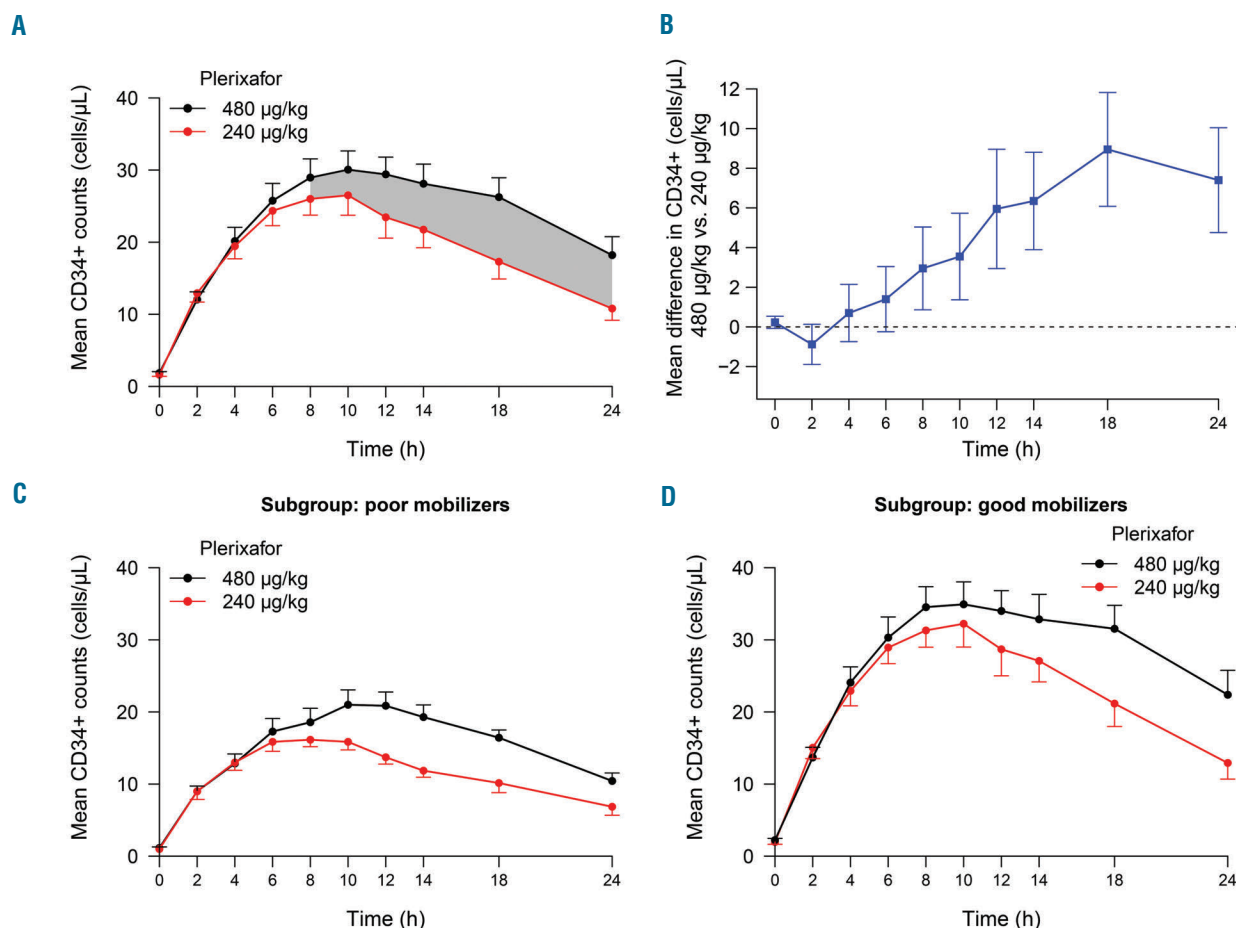 A
Plerixafor
480 µg/kg
240 µg/kg
Mean CD34+ counts (cells/µL)
40
30
20
10
0
0 2 4 6 8 10 12 14 18 24
Time (h)
B
Mean difference in CD34+ (cells/µL)
480 µg/kg vs. 240 µg/kg
12
10
8
6
4
2
0
−2
0 2 4 6 8 10 12 14 18 24
Time (h)
C
Subgroup: poor mobilizers
Plerixafor
480 µg/kg
240 µg/kg
Mean CD34+ counts (cells/µL)
40
30
20
10
0
0 2 4 6 8 10 12 14 18 24
Time (h)
D
Subgroup: good mobilizers
Plerixafor
480 µg/kg
240 µg/kg
Mean CD34+ counts (cells/µL)
40
30
20
10
0
0 2 4 6 8 10 12 14 18 24
Time (h)